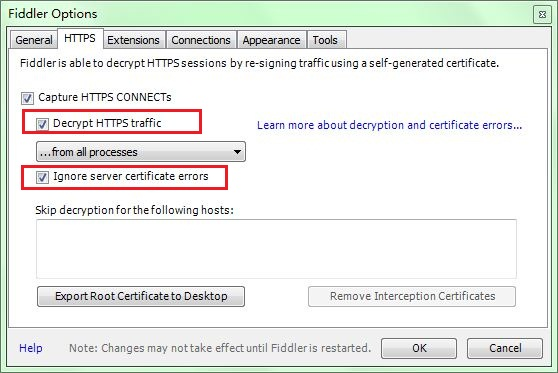 Fiddler Options
General HTTPS Extensions Connections Appearance Tools
Fiddler is able to decrypt HTTPS sessions by re-signing traffic using a self-generated certificate.
Capture HTTPS CONNECTs
Decrypt HTTPS traffic
Learn more about decryption and certificate errors...
...from all processes
Ignore server certificate errors
Skip decryption for the following hosts:
Export Root Certificate to Desktop Remove Interception Certificates
Help Note: Changes may not take effect until Fiddler is restarted. OK Cancel